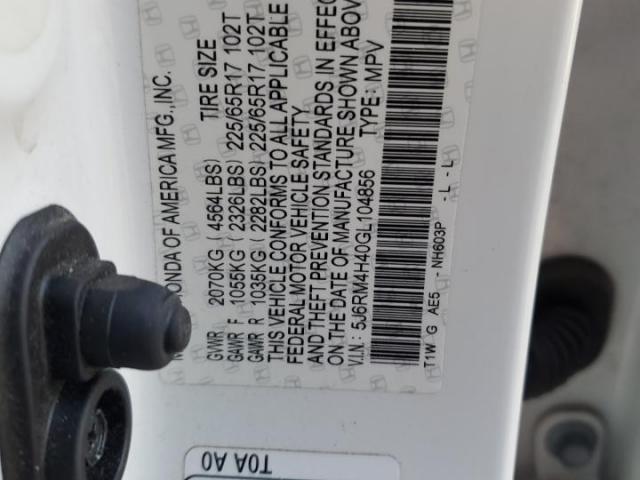 HONDA OF AMERICA MFG.,INC.
TIRE SIZE
GVWR 2070KG (4564LBS)
GAWR F 1055KG (2326LBS) 225/65R17 102T
GAWR R 1035KG (2282LBS) 225/65R17 102T
THIS VEHICLE CONFORMS TO ALL APPLICABLE
FEDERAL MOTOR VEHICLE SAFETY
AND THEFT PREVENTION STANDARDS IN EFFEC
ON THE DATE OF MANUFACTURE SHOWN ABOV
V.I.N.: 5J6RM4H40GL104856 TYPE: MPV
T1W G AE5 - NH603P - L - L
T0A A0